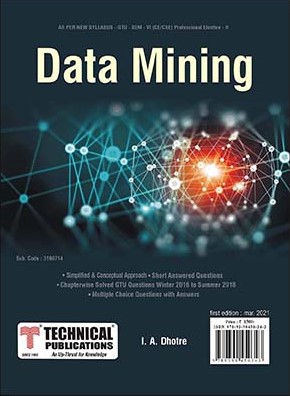 AS PER NEW SYLLABUS - GTU - SEM - VI (CE/CSE) Professional Elective - II
Data Mining
Sub. Code : 3160714
• Simplified & Conceptual Approach • Short Answered Questions
• Chapterwise Solved GTU Questions Winter 2016 to Summer 2018
• Multiple Choice Questions with Answers
first edition : mar. 2021
TECHNICAL
PUBLICATIONS
SINCE 1993
An Up-Thrust for Knowledge
I. A. Dhotre